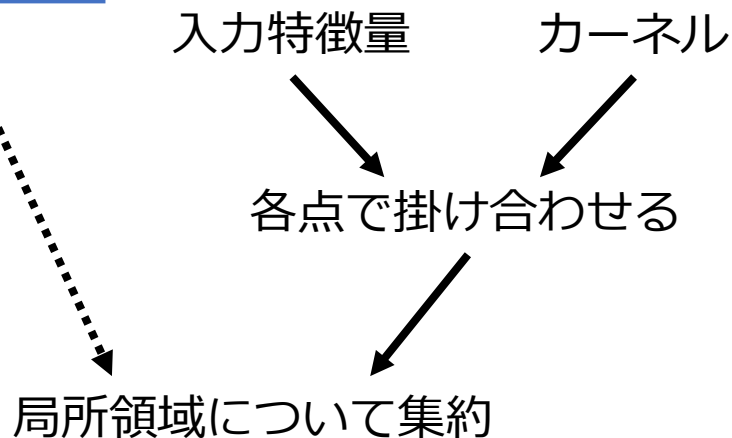 入力特徴量
カーネル
各点で掛け合わせる
局所領域について集約